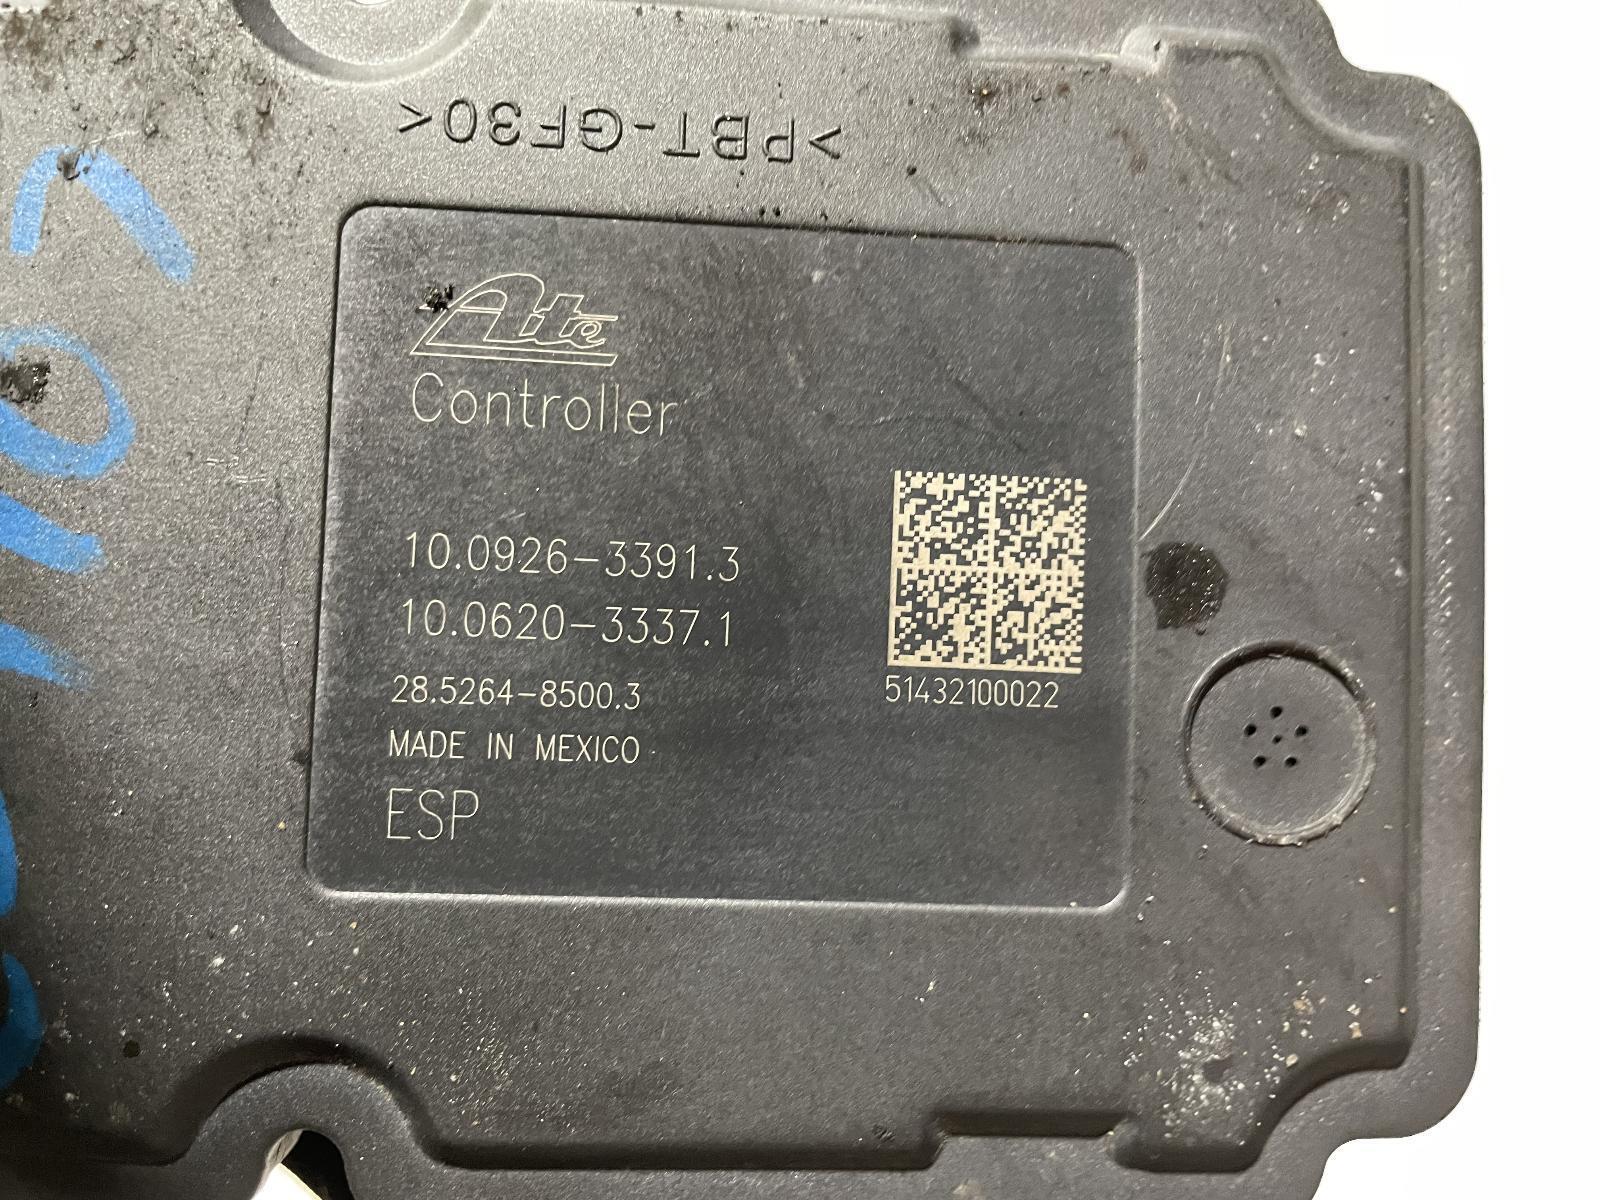 >PBT-GF30<
Ate
Controller
10.0926-3391.3
10.0620-3337.1
28.5264-8500.3
MADE IN MEXICO
ESP
51432100022